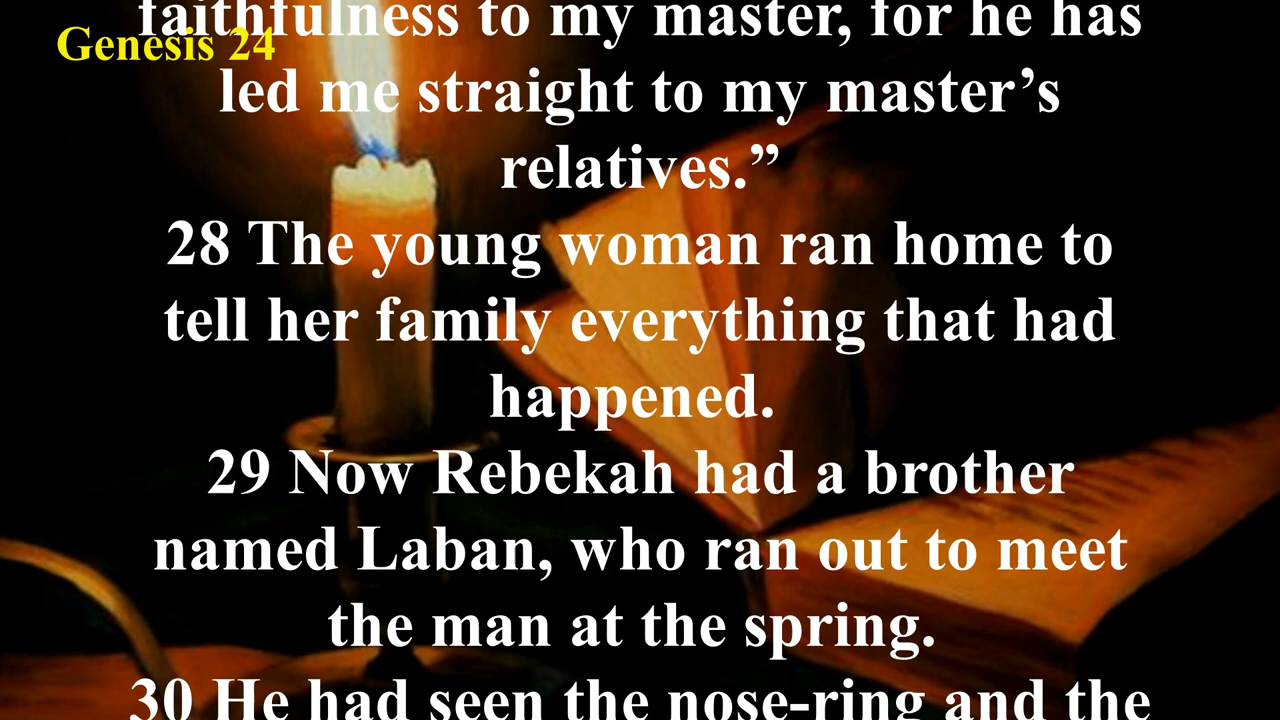 faithfulness to my master, for he has
Genesis 24
led me straight to my master’s
relatives.”
28 The young woman ran home to
tell her family everything that had
happened.
29 Now Rebekah had a brother
named Laban, who ran out to meet
the man at the spring.
30 He had seen the nose-ring and the